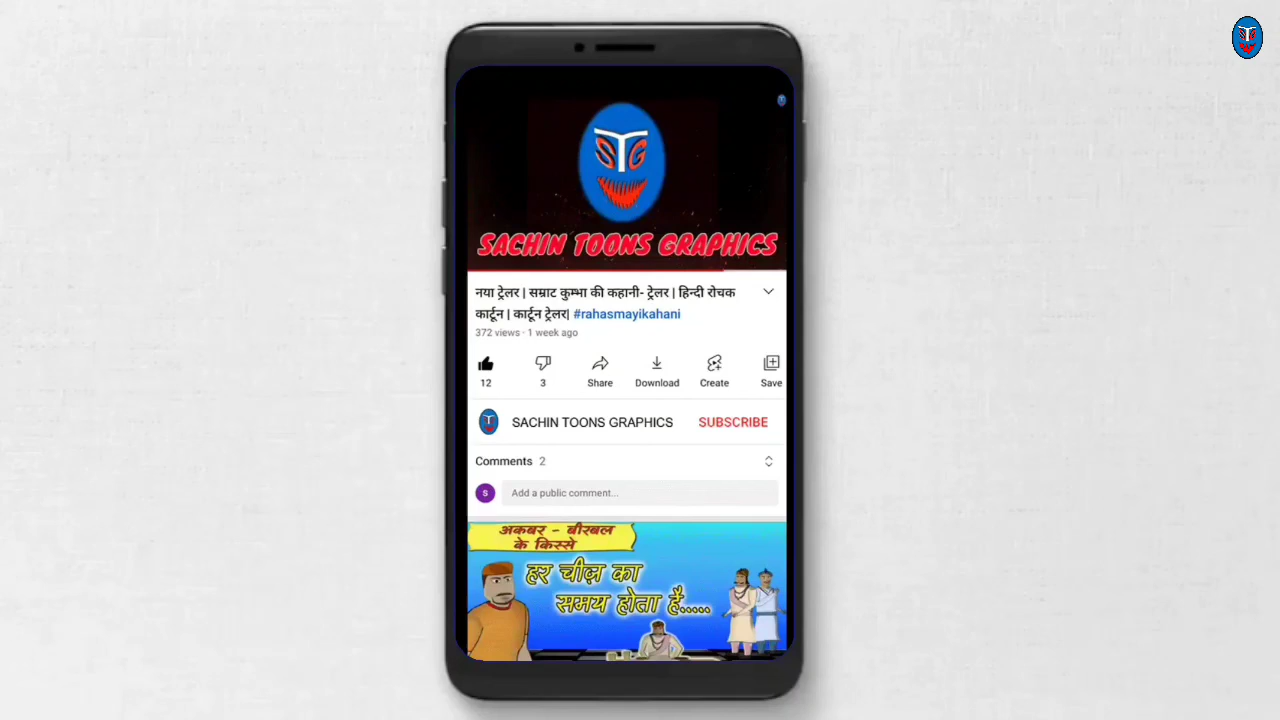 STG
SACHIN TOONS GRAPHICS
नया ट्रेलर | सम्राट कुम्भा की कहानी- ट्रेलर | हिन्दी रोचक
कार्टून | कार्टून ट्रेलर| #rahasmayikahani
372 views · 1 week ago
12
3
Share
Download
Create
Save
SACHIN TOONS GRAPHICS
SUBSCRIBE
Comments 2
S
Add a public comment...
अकबर - बीरबल
के किस्से
हर चीज़ का
समय होता है.....